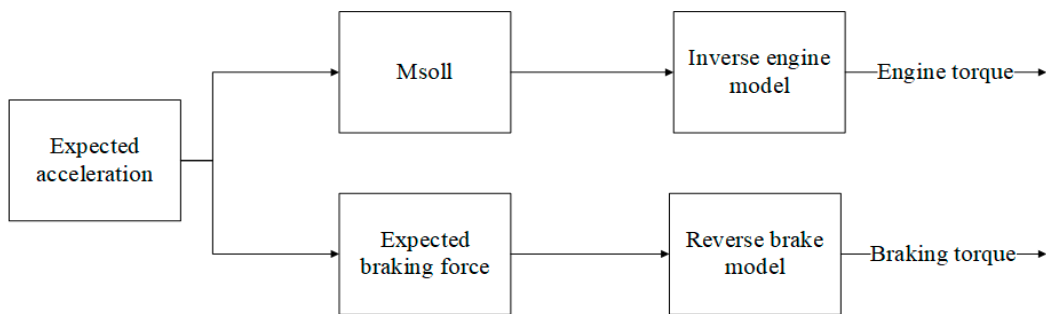 Expected
acceleration
Msoll
Inverse engine
model
Engine torque
Expected
braking force
Reverse brake
model
Braking torque